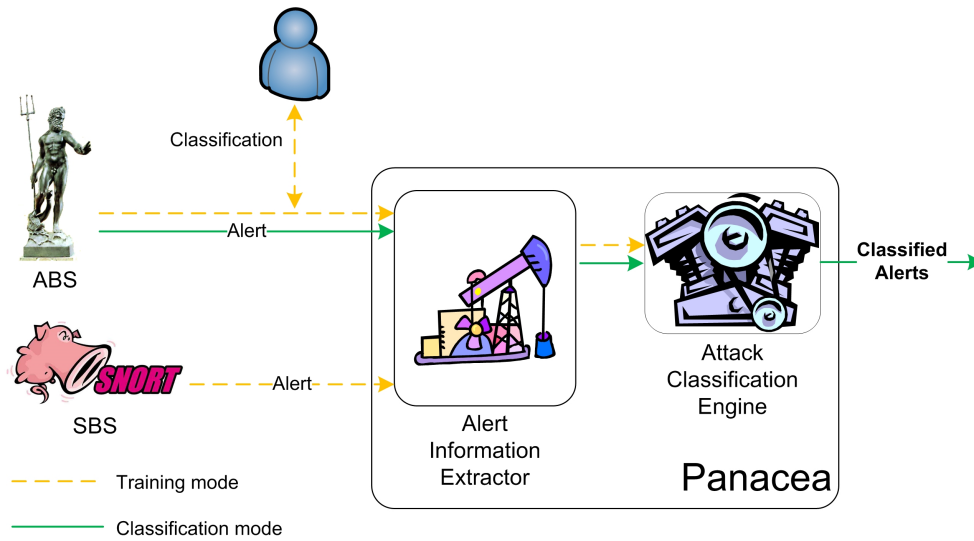 Classification
Alert
ABS
Classified
Alerts
Attack
Classification
Engine
SNORT
Alert
SBS
Alert
Information
Extractor
Panacea
Training mode
Classification mode